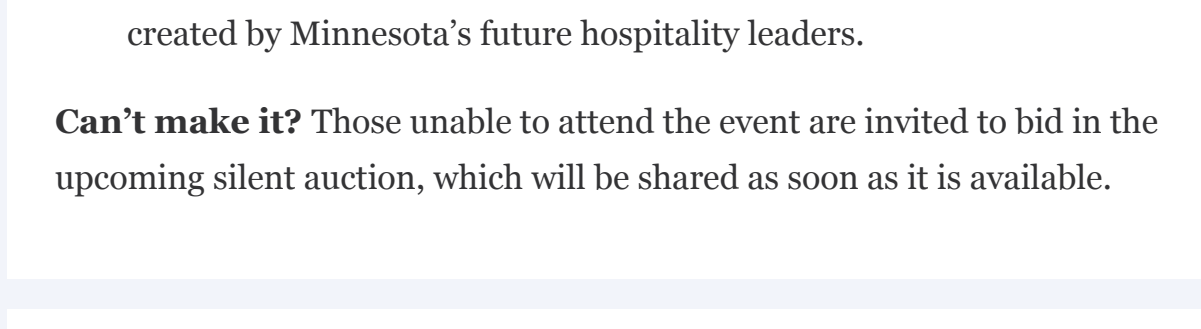 created by Minnesota’s future hospitality leaders.
Can’t make it? Those unable to attend the event are invited to bid in the
upcoming silent auction, which will be shared as soon as it is available.